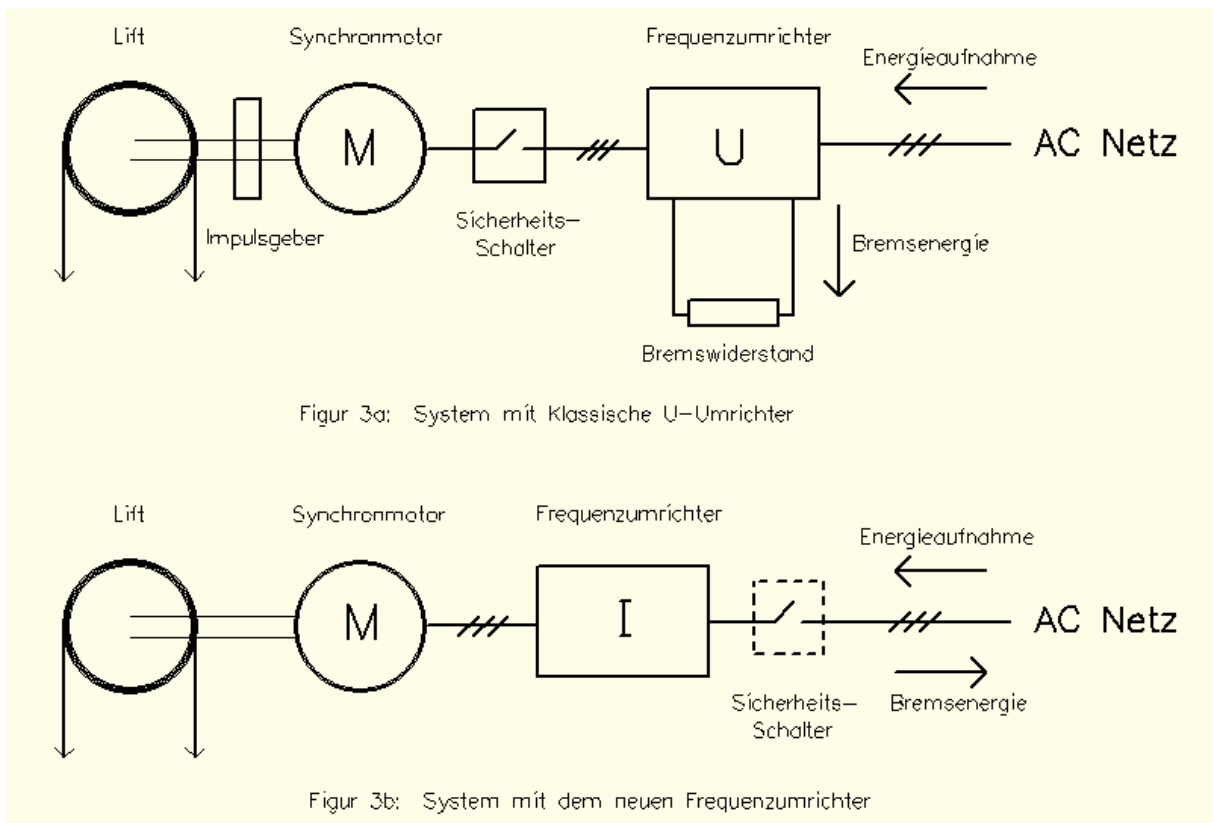 Lift
Synchronmotor
Frequenzumrichter
Energieaufnahme
M
U
AC Netz
Impulsgeber
Sicherheits-
Schalter
Bremsenergie
Bremswiderstand
Figur 3a: System mit Klassische U-Umrichter
Lift
Synchronmotor
Frequenzumrichter
Energieaufnahme
M
I
AC Netz
Sicherheits-
Schalter
Bremsenergie
Figur 3b: System mit dem neuen Frequenzumrichter